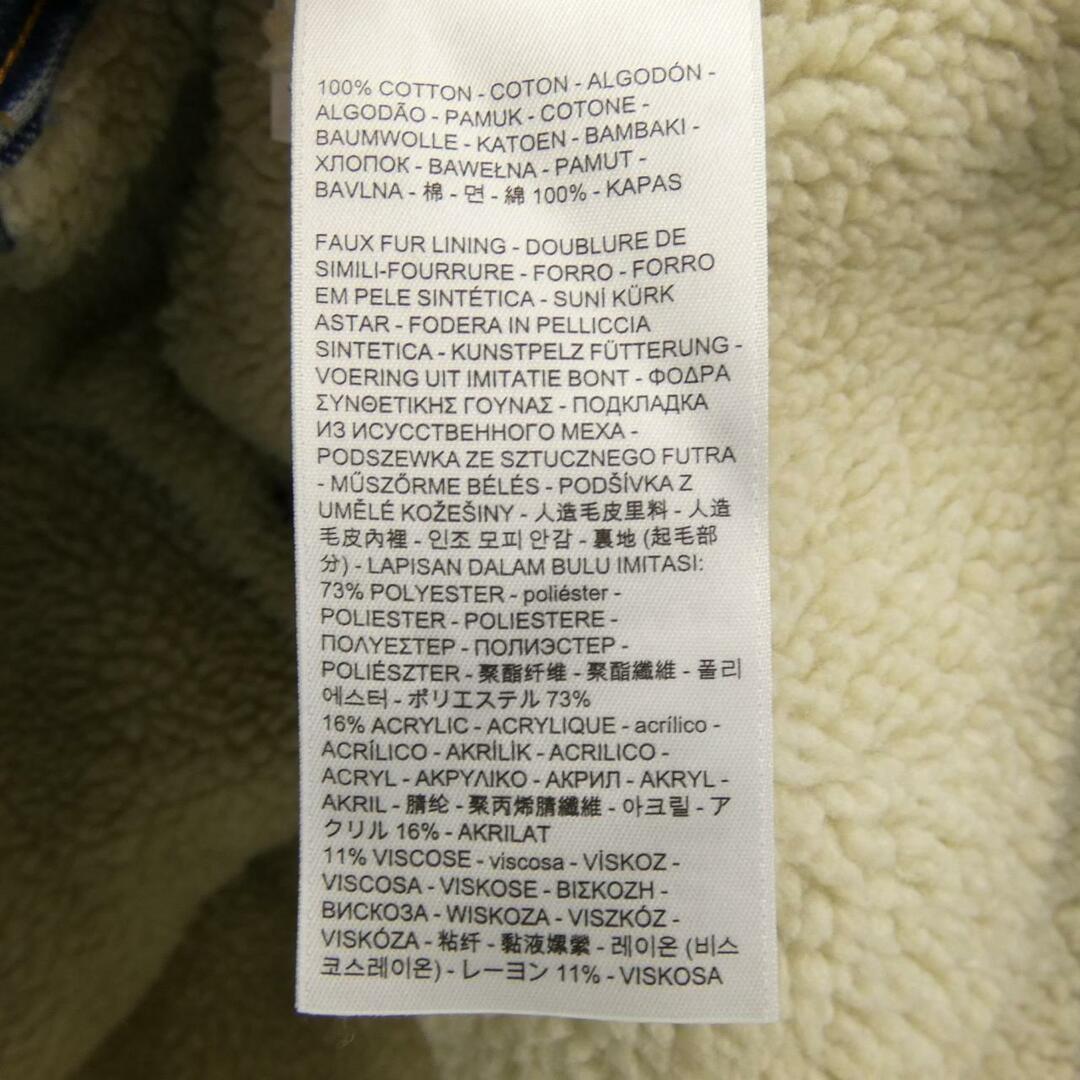 100% COTTON - COTON - ALGODÓN -
ALGODÃO - PAMUK - COTONE -
BAUMWOLLE - KATOEN - BAMBAKI -
ХЛОПОК - BAWEŁNA - PAMUT -
BAVLNA - 棉 - 면 - 綿 100% - KAPAS
FAUX FUR LINING - DOUBLURE DE
SIMILI-FOURRURE - FORRO - FORRO
EM PELE SINTÉTICA - SUNİ KÜRK
ASTAR - FODERA IN PELLICCIA
SINTETICA - KUNSTPELZ FÜTTERUNG -
VOERING UIT IMITATIE BONT - ΦΟΔΡΑ
ΣΥΝΘΕΤΙΚΗΣ ΓΟΥΝΑΣ - ПОДКЛАДКА
ИЗ ИСУССТВЕННОГО МЕХА -
PODSZEWKA ZE SZTUCZNEGO FUTRA
- MŰSZŐRME BÉLÉS - PODŠÍVKA Z
UMĚLÉ KOŽEŠINY - 人造毛皮里料 - 人造
毛皮內裡 - 인조 모피 안감 - 裏地 (起毛部
分) - LAPISAN DALAM BULU IMITASI:
73% POLYESTER - poliéster -
POLIESTER - POLIESTERE -
ΠΟΛΥΕΣΤΕΡ - ПОЛИЭСТЕР -
POLIÉSZTER - 聚酯纤维 - 聚酯纖維 - 폴리
에스터 - ポリエステル 73%
16% ACRYLIC - ACRYLIQUE - acrílico -
ACRÍLICO - AKRİLİK - ACRILICO -
ACRYL - ΑΚΡΥΛΙΚΟ - АКРИЛ - AKRYL -
AKRIL - 腈纶 - 聚丙烯腈纖維 - 아크릴 - ア
クリル 16% - AKRILAT
11% VISCOSE - viscosa - VİSKOZ -
VISCOSA - VISKOSE - ΒΙΣΚΟΖΗ -
ВИСКОЗА - WISKOZA - VISZKÓZ -
VISKÓZA - 粘纤 - 黏液嫘縈 - 레이온 (비스
코스레이온) - レーヨン 11% - VISKOSA